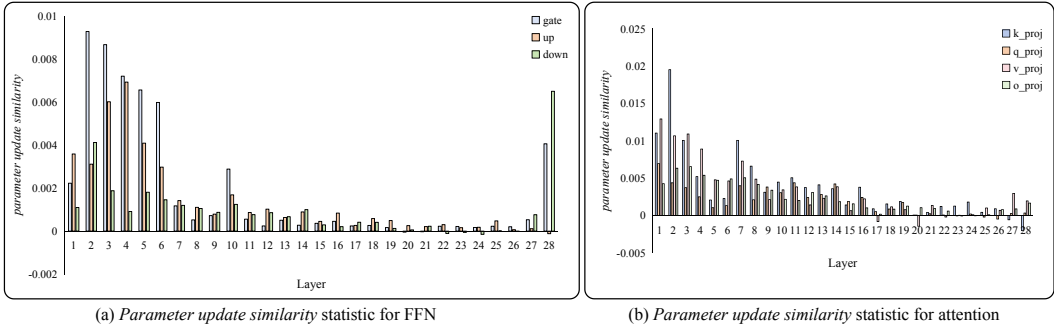 0.01
0.008
0.006
0.004
0.002
0
-0.002
parameter update similarity
gate
up
down
1 2 3 4 5 6 7 8 9 10 11 12 13 14 15 16 17 18 19 20 21 22 23 24 25 26 27 28
Layer
(a) Parameter update similarity statistic for FFN
0.025
0.02
0.015
0.01
0.005
0
-0.005
parameter update similarity
k_proj
q_proj
v_proj
o_proj
1 2 3 4 5 6 7 8 9 10 11 12 13 14 15 16 17 18 19 20 21 22 23 24 25 26 27 28
Layer
(b) Parameter update similarity statistic for attention